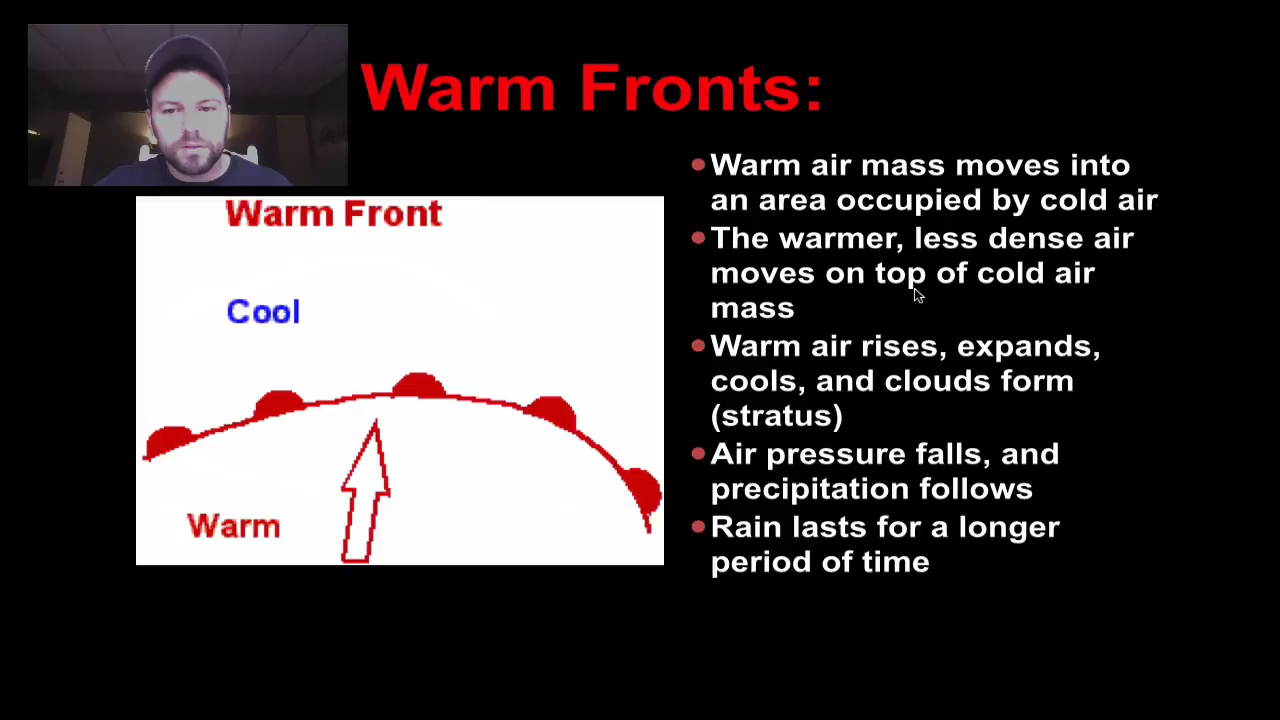 Warm Fronts:
Warm Front
Cool
Warm
•Warm air mass moves into
an area occupied by cold air
•The warmer, less dense air
moves on top of cold air
mass
•Warm air rises, expands,
cools, and clouds form
(stratus)
•Air pressure falls, and
precipitation follows
•Rain lasts for a longer
period of time